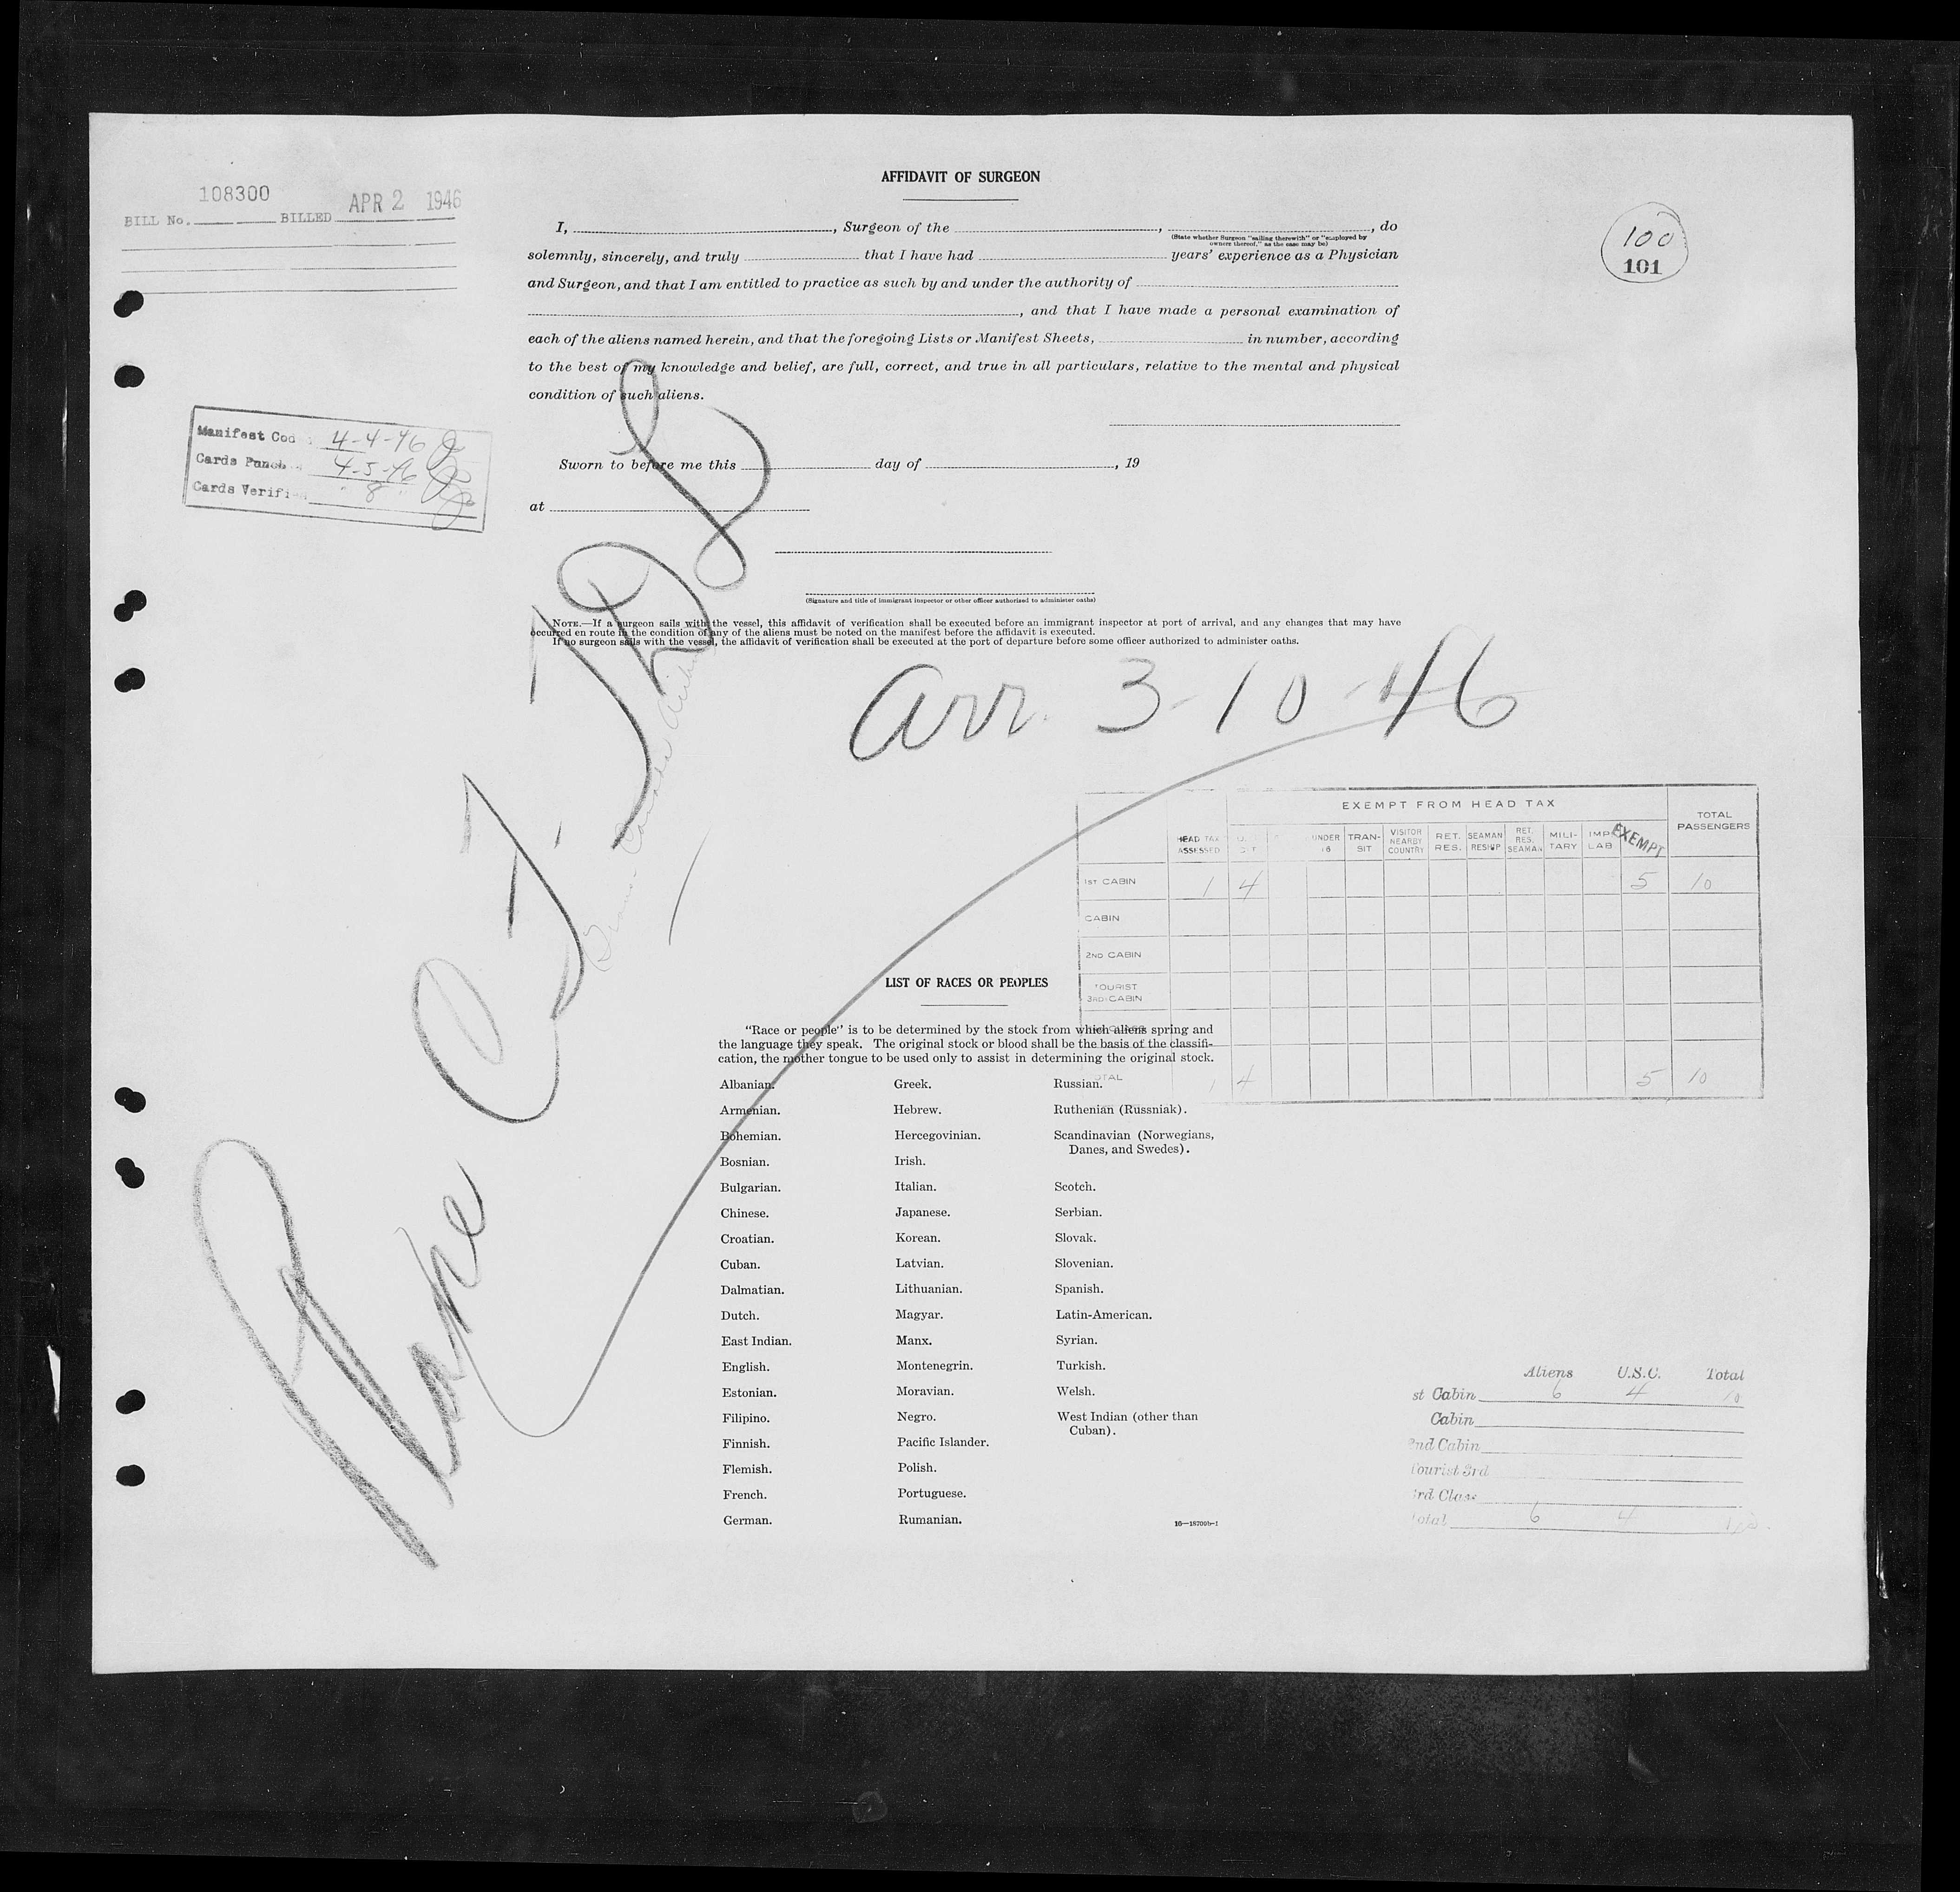 108300 APR 2 1946
BILL No. BILLED
AFFIDAVIT OF SURGEON
100
101
I, , Surgeon of the , , do
(State whether Surgeon "sailing therewith" or "employed by
owners thereof," as the case may be)
solemnly, sincerely, and truly that I have had years' experience as a Physician
and Surgeon, and that I am entitled to practice as such by and under the authority of
, and that I have made a personal examination of
each of the aliens named herein, and that the foregoing Lists or Manifest Sheets, in number, according
to the best of my knowledge and belief, are full, correct, and true in all particulars, relative to the mental and physical
condition of such aliens.
Manifest Cod 4-4-46
Cards Punch 4-5-46
Cards Verifi 8
Sworn to before me this day of , 19
at
(Signature and title of immigrant inspector or other officer authorized to administer oaths)
NOTE.—If a surgeon sails with the vessel, this affidavit of verification shall be executed before an immigrant inspector at port of arrival, and any changes that may have
occurred en route in the condition of any of the aliens must be noted on the manifest before the affidavit is executed.
If no surgeon sails with the vessel, the affidavit of verification shall be executed at the port of departure before some officer authorized to administer oaths.
Plane CF
arr. 3-10-46
EXEMPT FROM HEAD TAX
HEAD TAX ASSESSED UNDER 16 TRAN-SIT VISITOR NEARBY COUNTRY RET. RES. SEAMAN RESHIP RET. RES. SEAMAN MILI-TARY IMP LAB EXEMPT TOTAL PASSENGERS
1ST CABIN 1 4 5 10
CABIN
2ND CABIN
TOURIST
3RD CABIN
TOTAL 1 4 5 10
LIST OF RACES OR PEOPLES
"Race or people" is to be determined by the stock from which aliens spring and
the language they speak. The original stock or blood shall be the basis of the classifi-
cation, the mother tongue to be used only to assist in determining the original stock.
Albanian. Greek. Russian.
Armenian. Hebrew. Ruthenian (Russniak).
Bohemian. Hercegovinian. Scandinavian (Norwegians,
Danes, and Swedes).
Bosnian. Irish.
Bulgarian. Italian. Scotch.
Chinese. Japanese. Serbian.
Croatian. Korean. Slovak.
Cuban. Latvian. Slovenian.
Dalmatian. Lithuanian. Spanish.
Dutch. Magyar. Latin-American.
East Indian. Manx. Syrian.
English. Montenegrin. Turkish.
Estonian. Moravian. Welsh.
Filipino. Negro. West Indian (other than
Cuban).
Finnish. Pacific Islander.
Flemish. Polish.
French. Portuguese.
German. Rumanian.
16—18700b-1
Aliens U.S.C. Total
st Cabin 6 4 10
Cabin
2nd Cabin
Tourist 3rd
3rd Class
Total 6 4 10